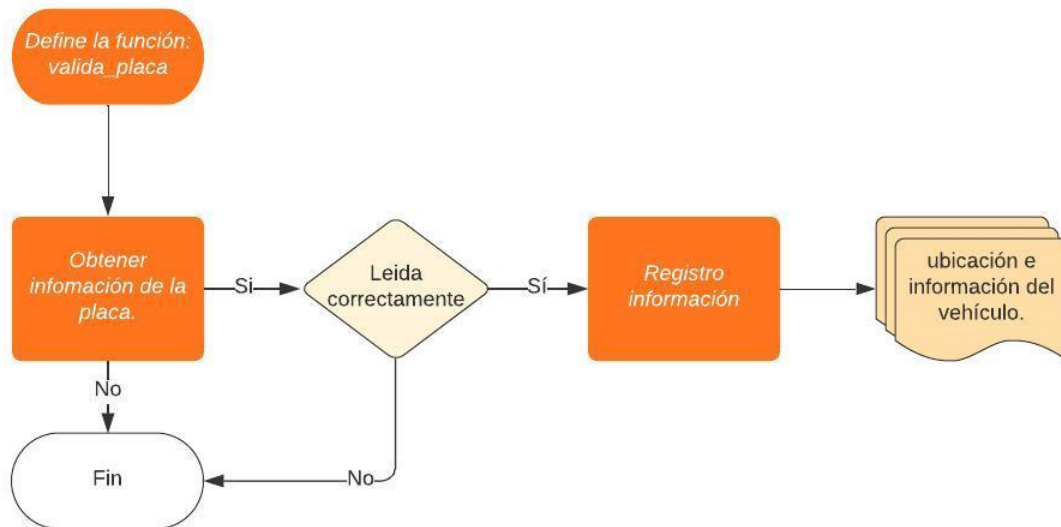 Define la función:
valida_placa
Obtener
infomación de la
placa.
Si
Leida
correctamente
Sí
Registro
información
ubicación e
información del
vehículo.
No
Fin
No